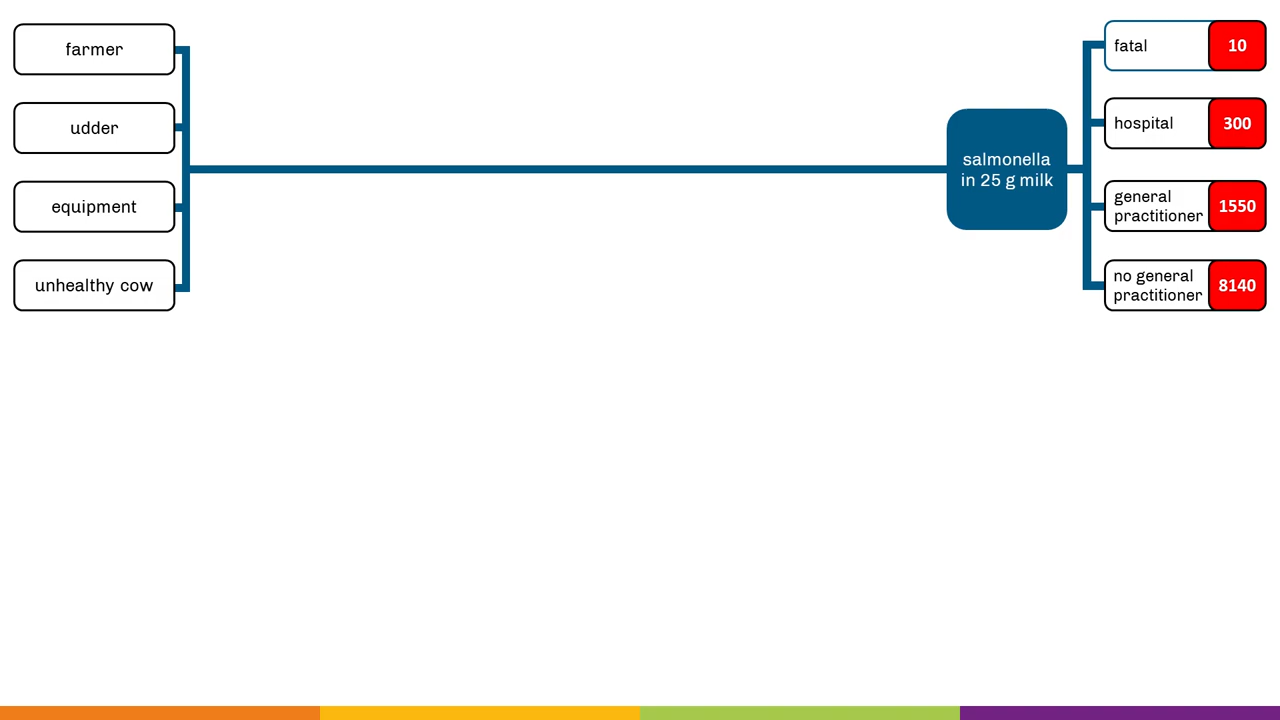 farmer
udder
equipment
unhealthy cow
salmonella
in 25 g milk
fatal
10
hospital
300
general
practitioner
1550
no general
practitioner
8140